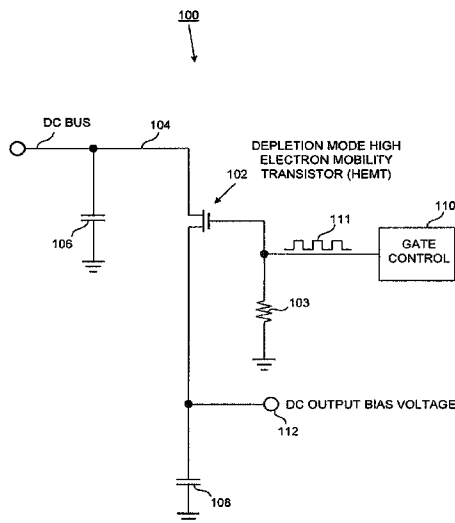 100
DC BUS
104
DEPLETION MODE HIGH
ELECTRON MOBILITY
TRANSISTOR (HEMT)
102
110
111
106
GATE
CONTROL
103
DC OUTPUT BIAS VOLTAGE
112
108